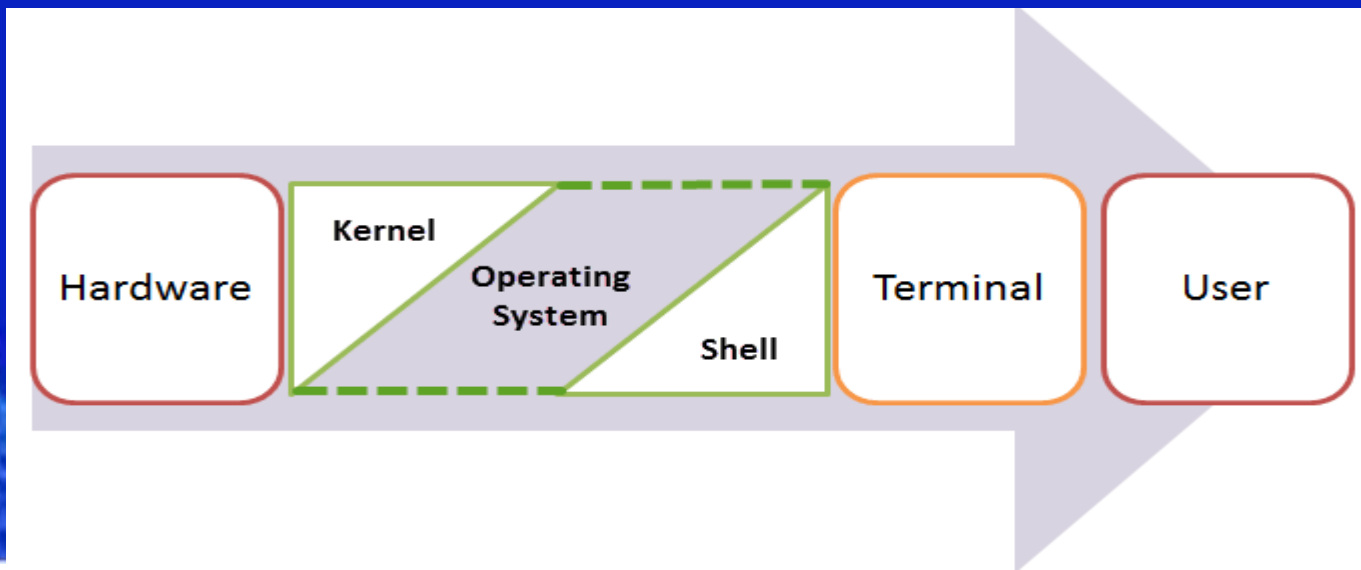 Hardware
Kernel
Operating
System
Shell
Terminal
User